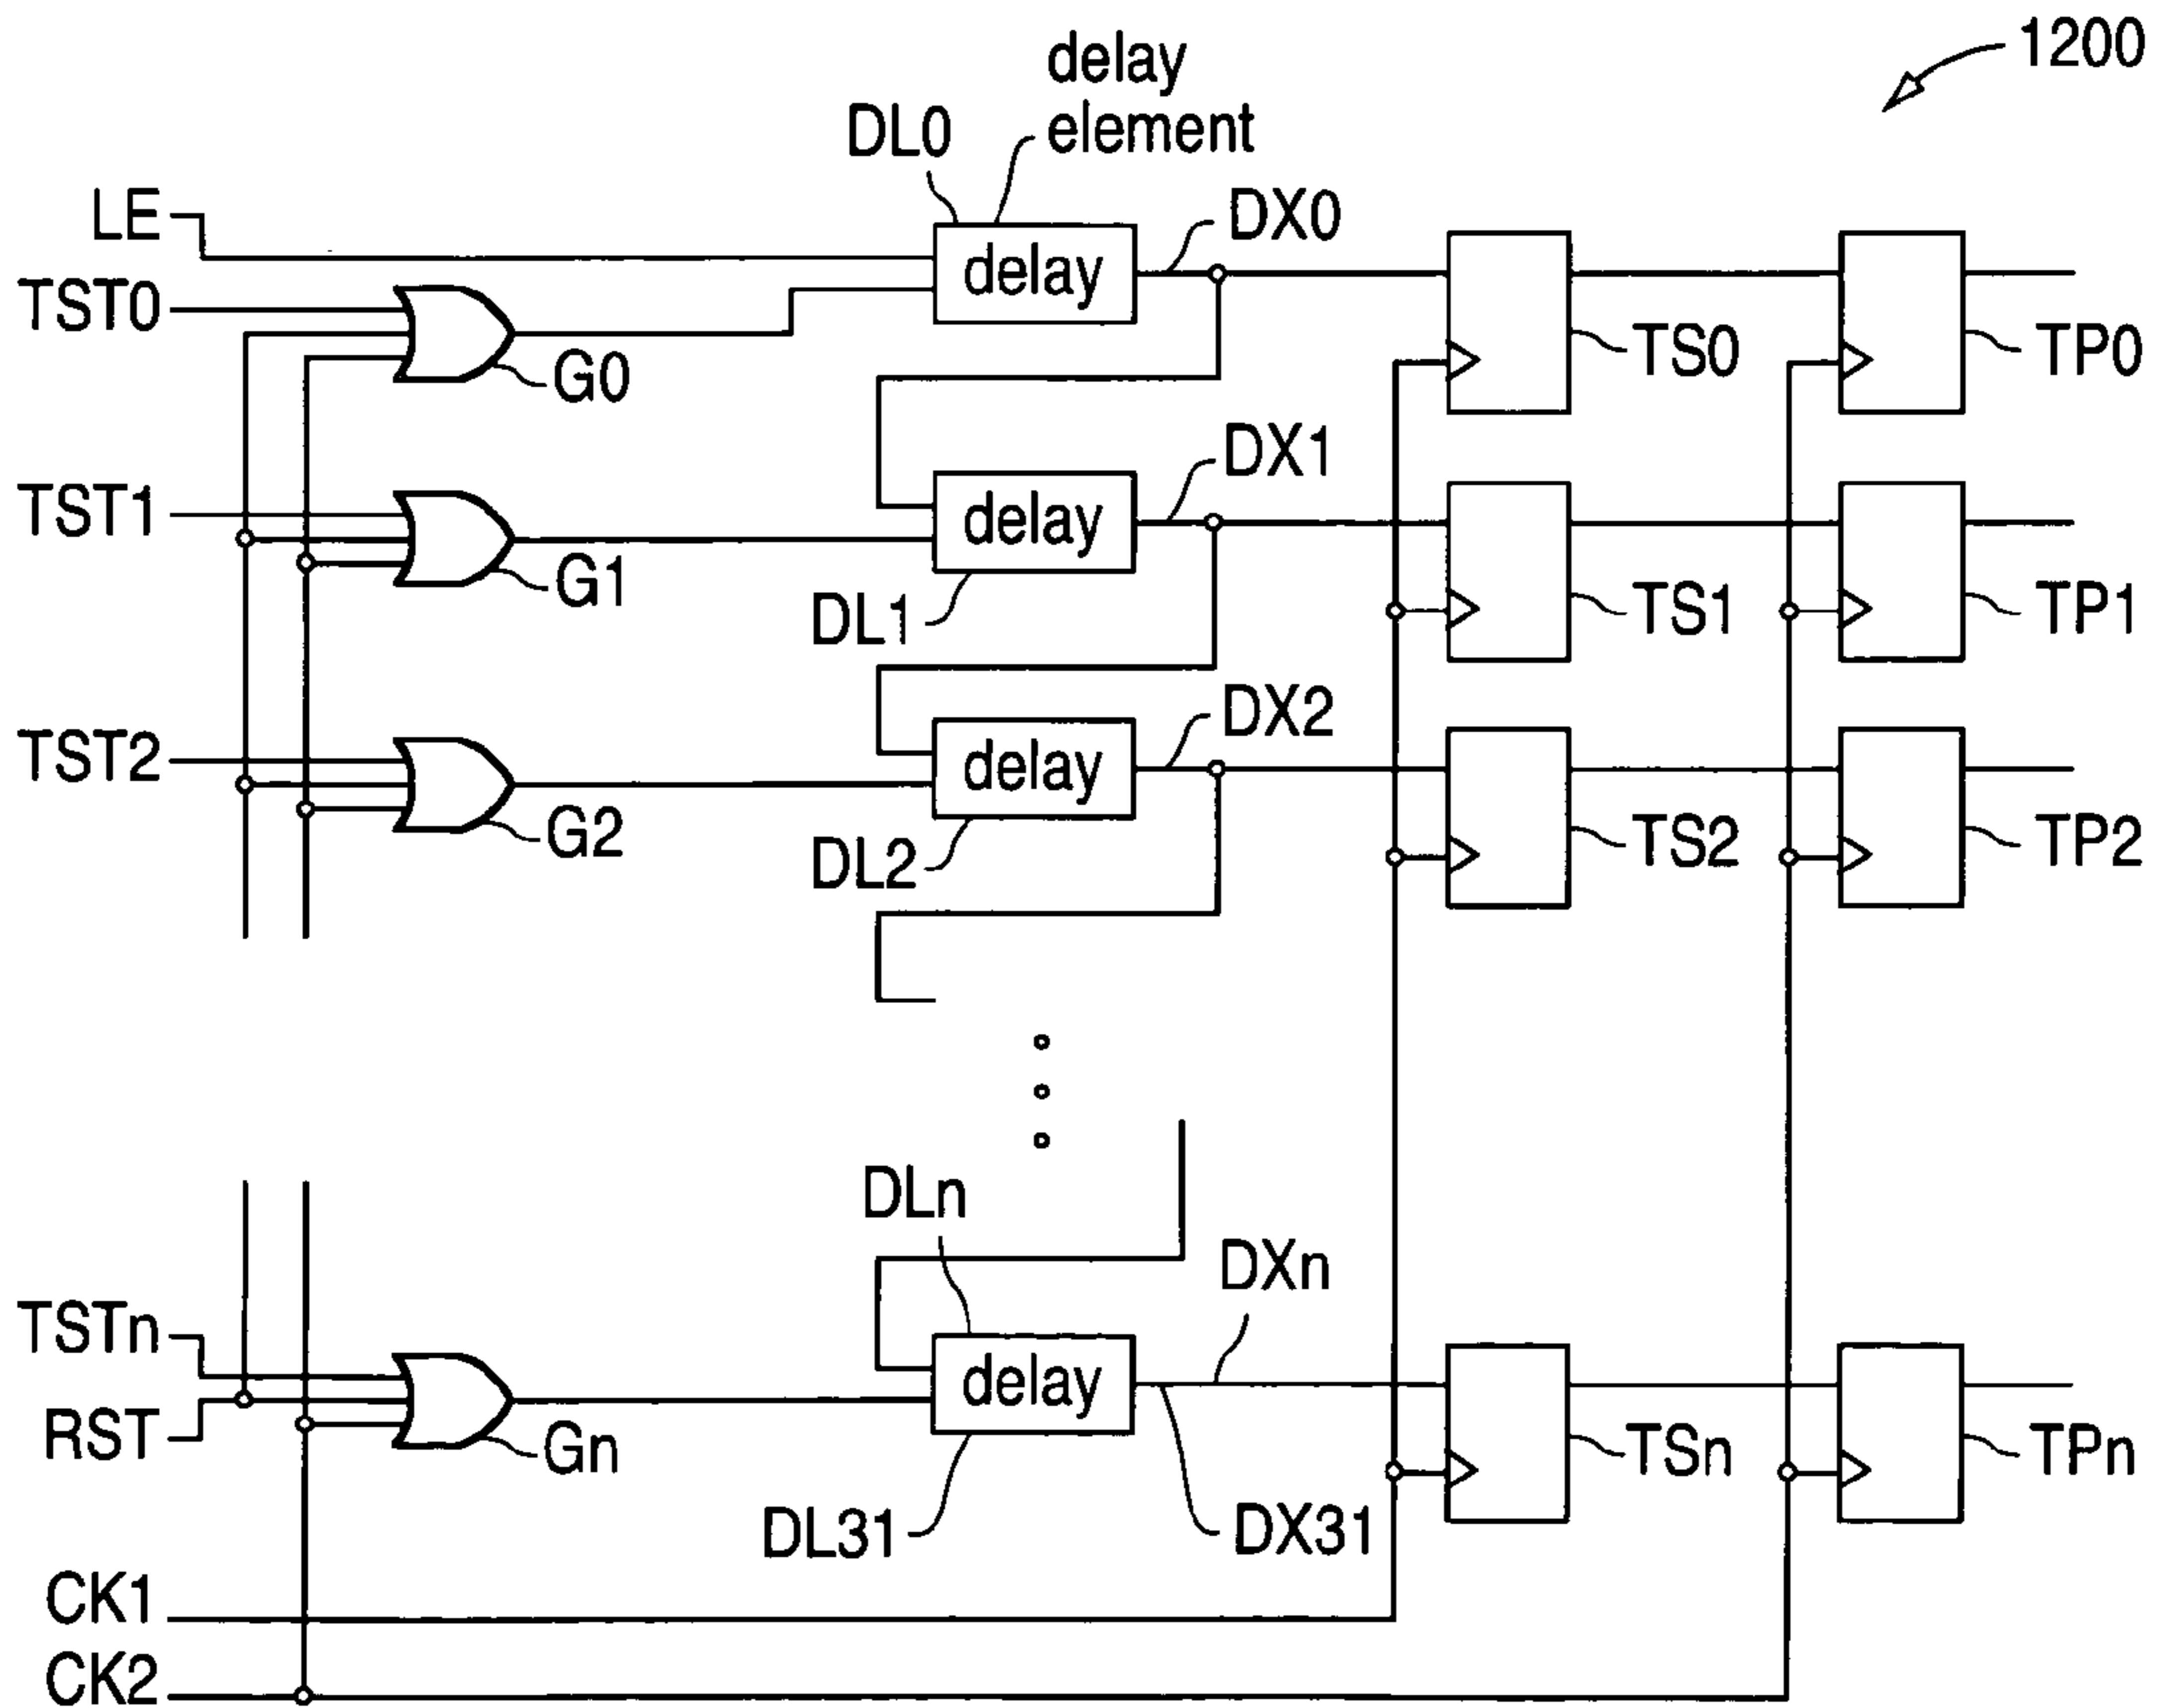 1200
delay
element
DL0
LE
DX0
delay
TST0
TS0
TP0
G0
DX1
TST1
delay
G1
DL1
TS1
TP1
DX2
TST2
delay
G2
DL2
TS2
TP2
DLn
DXn
TSTn
delay
RST
Gn
TSn
TPn
DL31
DX31
CK1
CK2